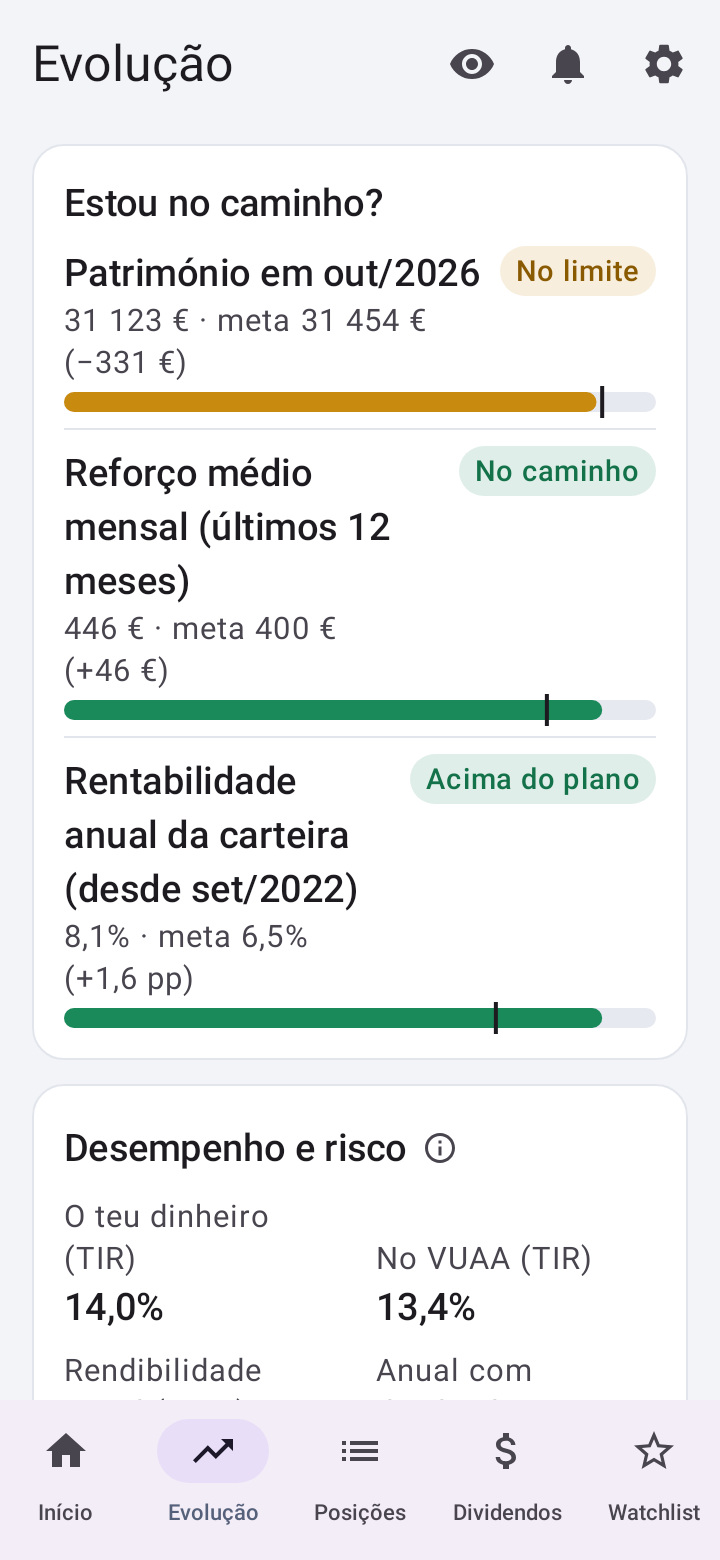 Evolução
Estou no caminho?
Património em out/2026
No limite
31 123 € · meta 31 454 €
(−331 €)
Reforço médio
mensal (últimos 12
meses)
No caminho
446 € · meta 400 €
(+46 €)
Rentabilidade
anual da carteira
(desde set/2022)
Acima do plano
8,1% · meta 6,5%
(+1,6 pp)
Desempenho e risco
O teu dinheiro
(TIR)
14,0%
No VUAA (TIR)
13,4%
Rendibilidade
Anual com
Início
Evolução
Posições
Dividendos
Watchlist